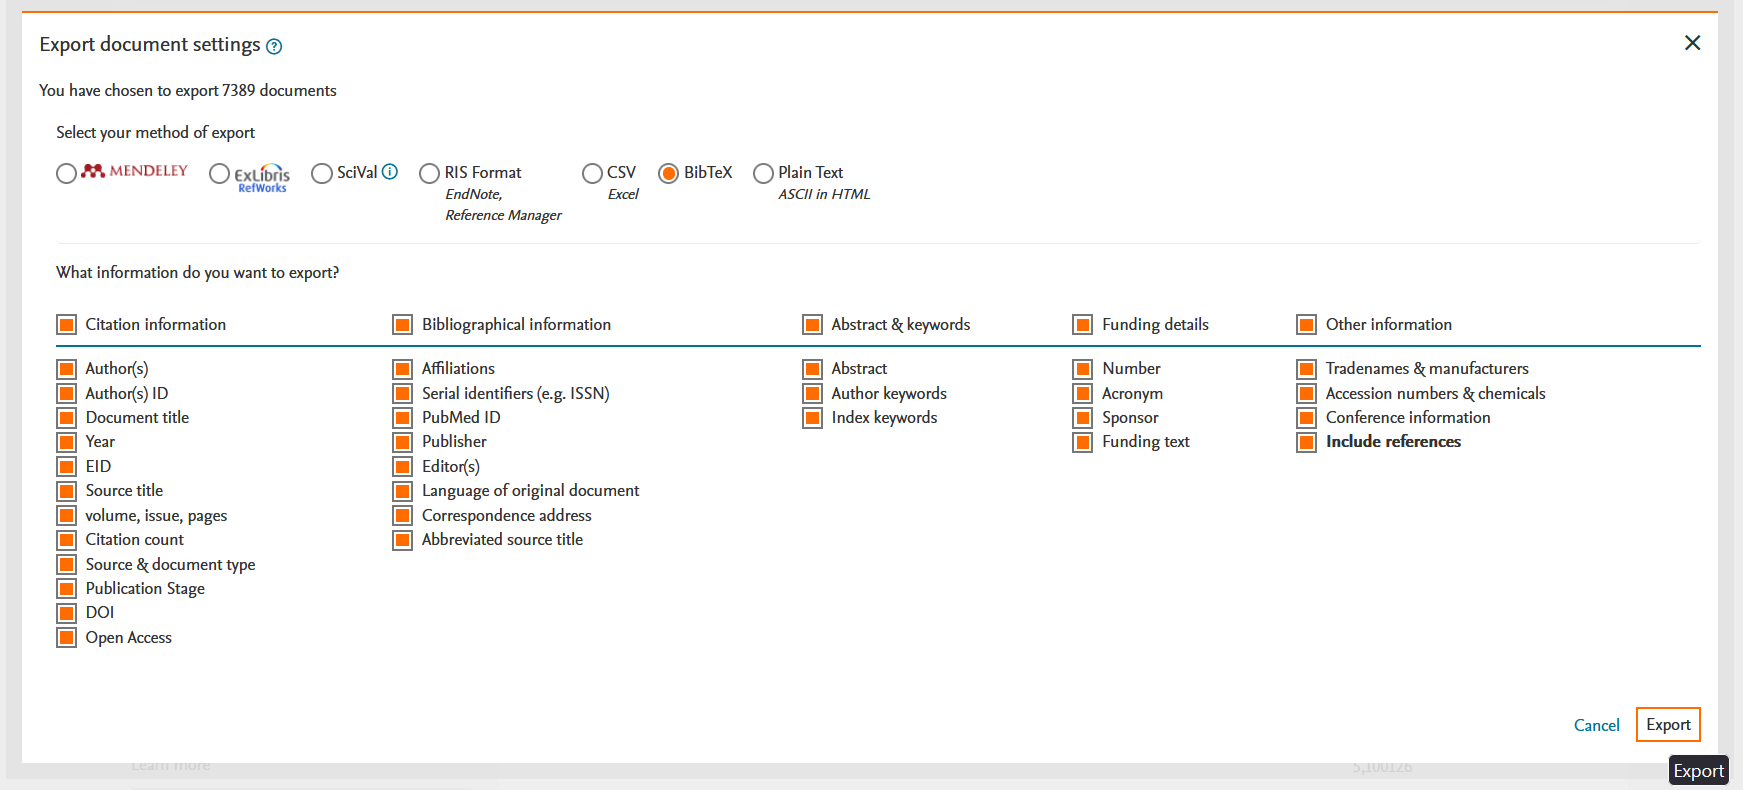 Export document settings ?
You have chosen to export 7389 documents
Select your method of export
MENDELEY
ExLibris
RefWorks
SciVal i
RIS Format
EndNote,
Reference Manager
CSV
Excel
BibTeX
Plain Text
ASCII in HTML
What information do you want to export?
Citation information
Author(s)
Author(s) ID
Document title
Year
EID
Source title
volume, issue, pages
Citation count
Source & document type
Publication Stage
DOI
Open Access
Bibliographical information
Affiliations
Serial identifiers (e.g. ISSN)
PubMed ID
Publisher
Editor(s)
Language of original document
Correspondence address
Abbreviated source title
Abstract & keywords
Abstract
Author keywords
Index keywords
Funding details
Number
Acronym
Sponsor
Funding text
Other information
Tradenames & manufacturers
Accession numbers & chemicals
Conference information
Include references
Cancel
Export
Learn more
5,100126
Export